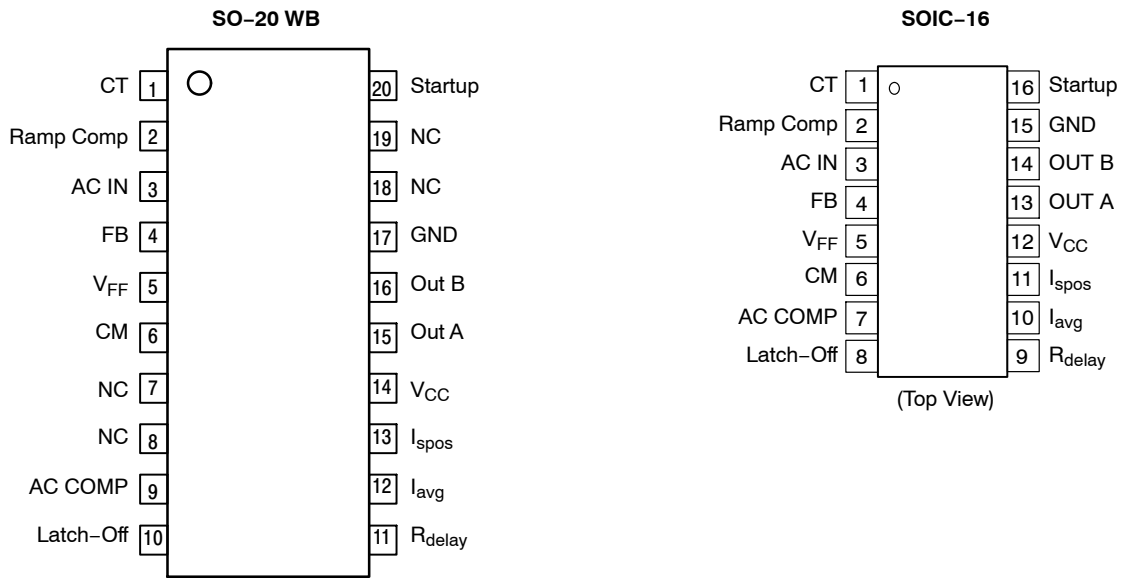 SO−20 WB
CT 1
Ramp Comp 2
AC IN 3
FB 4
VFF 5
CM 6
NC 7
NC 8
AC COMP 9
Latch−Off 10
20 Startup
19 NC
18 NC
17 GND
16 Out B
15 Out A
14 VCC
13 Ispos
12 Iavg
11 Rdelay
SOIC−16
CT 1
Ramp Comp 2
AC IN 3
FB 4
VFF 5
CM 6
AC COMP 7
Latch−Off 8
16 Startup
15 GND
14 OUT B
13 OUT A
12 VCC
11 Ispos
10 Iavg
9 Rdelay
(Top View)